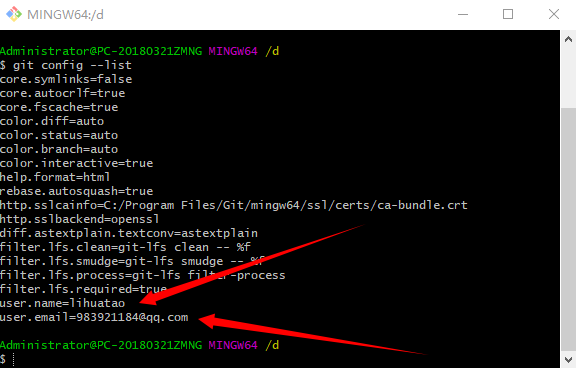 MINGW64:/d
Administrator@PC-20180321ZMNG MINGW64 /d
$ git config --list
core.symlinks=false
core.autocrlf=true
core.fscache=true
color.diff=auto
color.status=auto
color.branch=auto
color.interactive=true
help.format=html
rebase.autosquash=true
http.sslcainfo=C:/Program Files/Git/mingw64/ssl/certs/ca-bundle.crt
http.sslbackend=openssl
diff.astextplain.textconv=astextplain
filter.lfs.clean=git-lfs clean -- %f
filter.lfs.smudge=git-lfs smudge -- %f
filter.lfs.process=git-lfs filter-process
filter.lfs.required=true
user.name=lihuatao
user.email=983921184@qq.com
Administrator@PC-20180321ZMNG MINGW64 /d
$